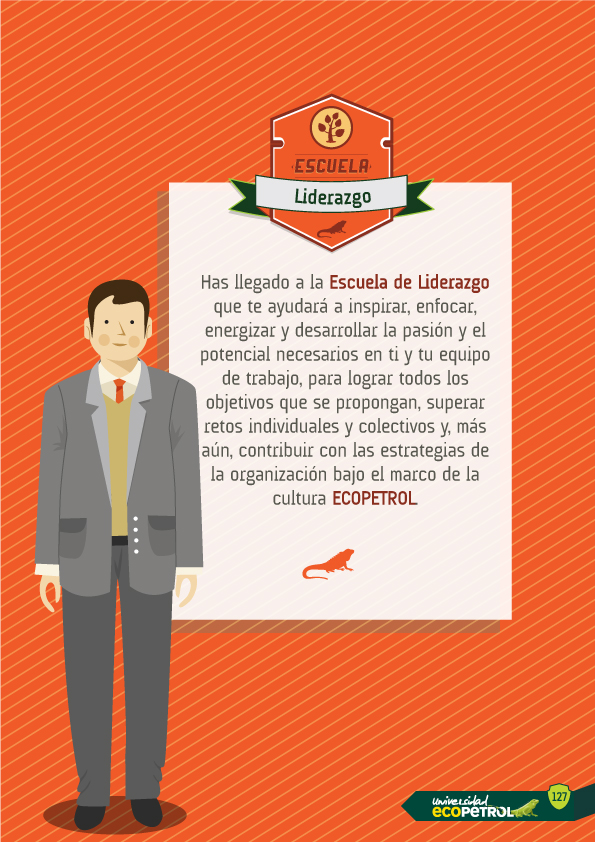 ESCUELA
Liderazgo
Has llegado a la Escuela de Liderazgo
que te ayudará a inspirar, enfocar,
energizar y desarrollar la pasión y el
potencial necesarios en ti y tu equipo
de trabajo, para lograr todos los
objetivos que se propongan, superar
retos individuales y colectivos y, más
aún, contribuir con las estrategias de
la organización bajo el marco de la
cultura ECOPETROL
universidad
ecoPETROL
127